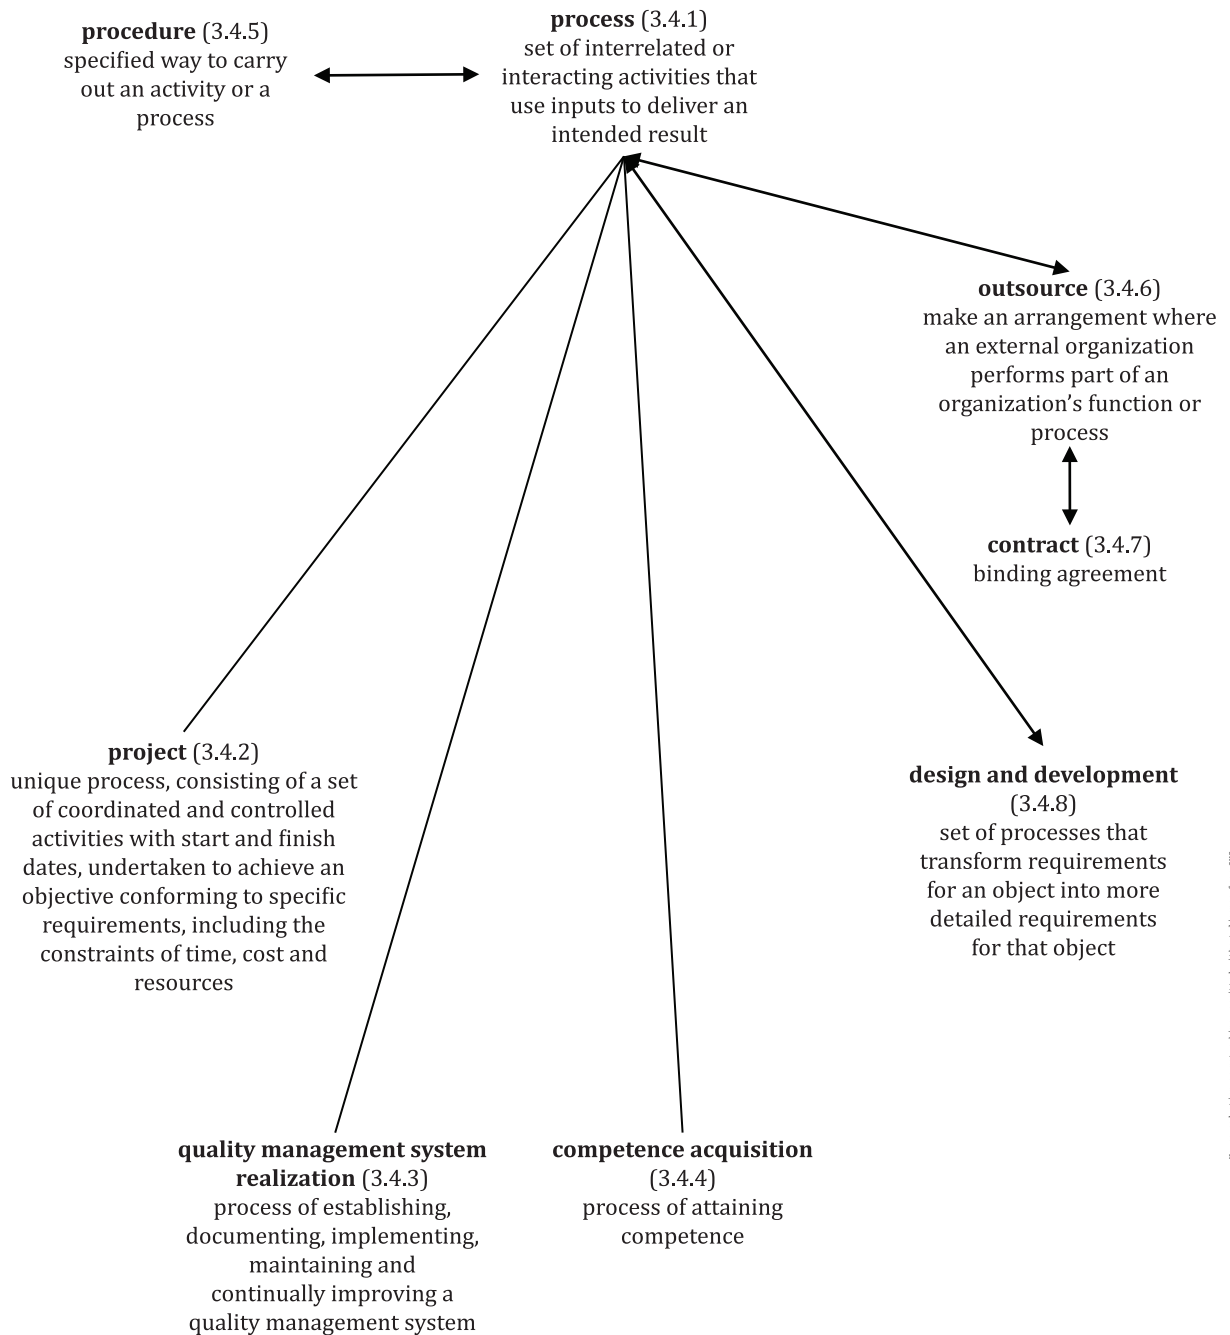 procedure (3.4.5)
specified way to carry
out an activity or a
process
process (3.4.1)
set of interrelated or
interacting activities that
use inputs to deliver an
intended result
outsource (3.4.6)
make an arrangement where
an external organization
performs part of an
organization’s function or
process
contract (3.4.7)
binding agreement
project (3.4.2)
unique process, consisting of a set
of coordinated and controlled
activities with start and finish
dates, undertaken to achieve an
objective conforming to specific
requirements, including the
constraints of time, cost and
resources
design and development
(3.4.8)
set of processes that
transform requirements
for an object into more
detailed requirements
for that object
quality management system
realization (3.4.3)
process of establishing,
documenting, implementing,
maintaining and
continually improving a
quality management system
competence acquisition
(3.4.4)
process of attaining
competence